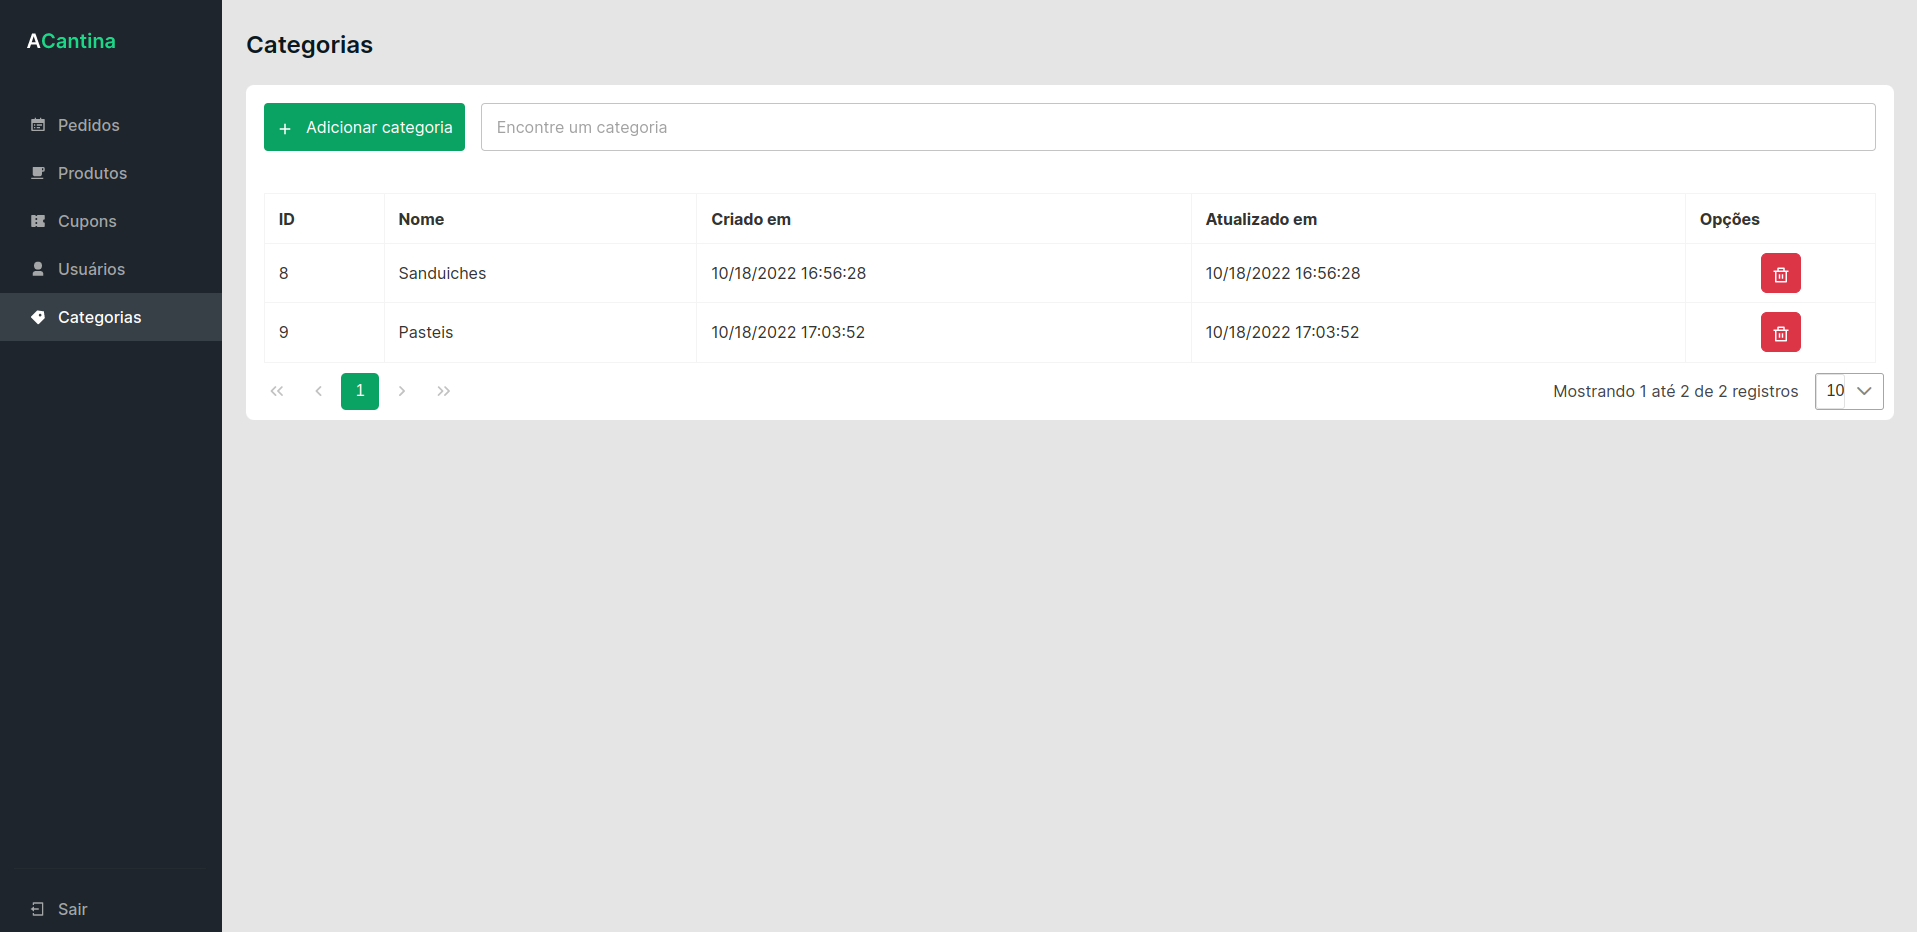 ACantina
Pedidos
Produtos
Cupons
Usuários
Categorias
Sair
Categorias
+ Adicionar categoria
Encontre um categoria
ID Nome Criado em Atualizado em Opções
8 Sanduiches 10/18/2022 16:56:28 10/18/2022 16:56:28
9 Pasteis 10/18/2022 17:03:52 10/18/2022 17:03:52
1 Mostrando 1 até 2 de 2 registros 10